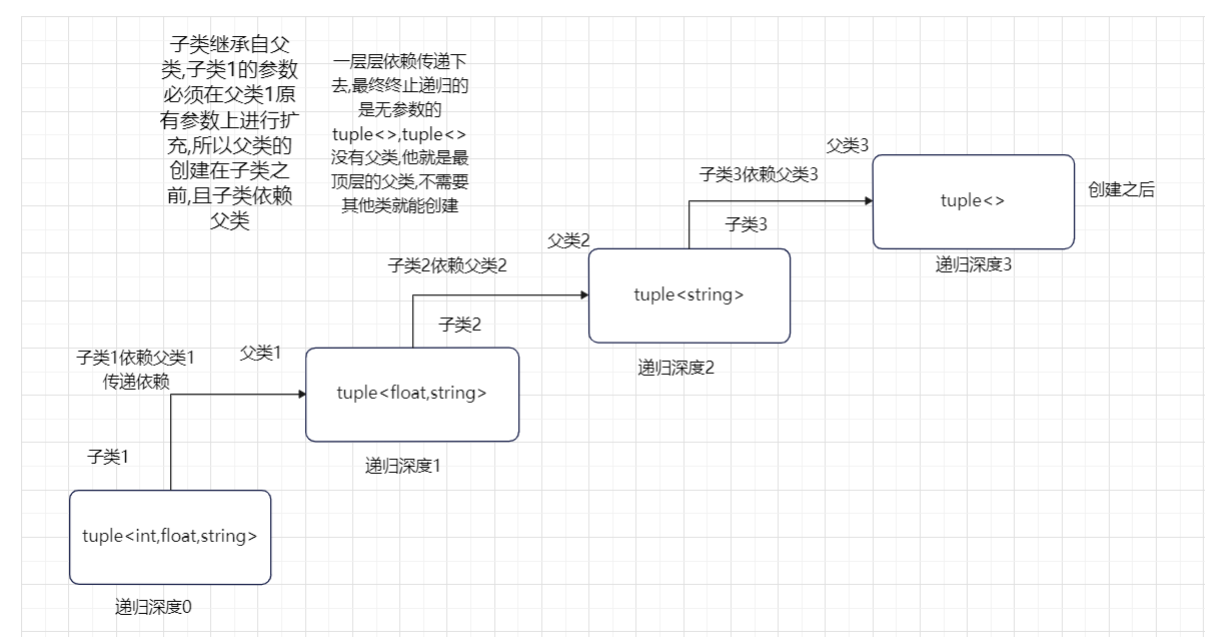 子类继承自父
类,子类1的参数
必须在父类1原
有参数上进行扩
充,所以父类的
创建在子类之
前,且子类依赖
父类
一层层依赖传递下
去,最终终止递归的
是无参数的
tuple<>,tuple<>
没有父类,他就是最
顶层的父类,不需要
其他类就能创建
父类3
子类3依赖父类3
tuple<>
创建之后
子类3
递归深度3
父类2
子类2依赖父类2
tuple<string>
子类2
递归深度2
子类1依赖父类1
传递依赖
父类1
tuple<float,string>
子类1
递归深度1
tuple<int,float,string>
递归深度0